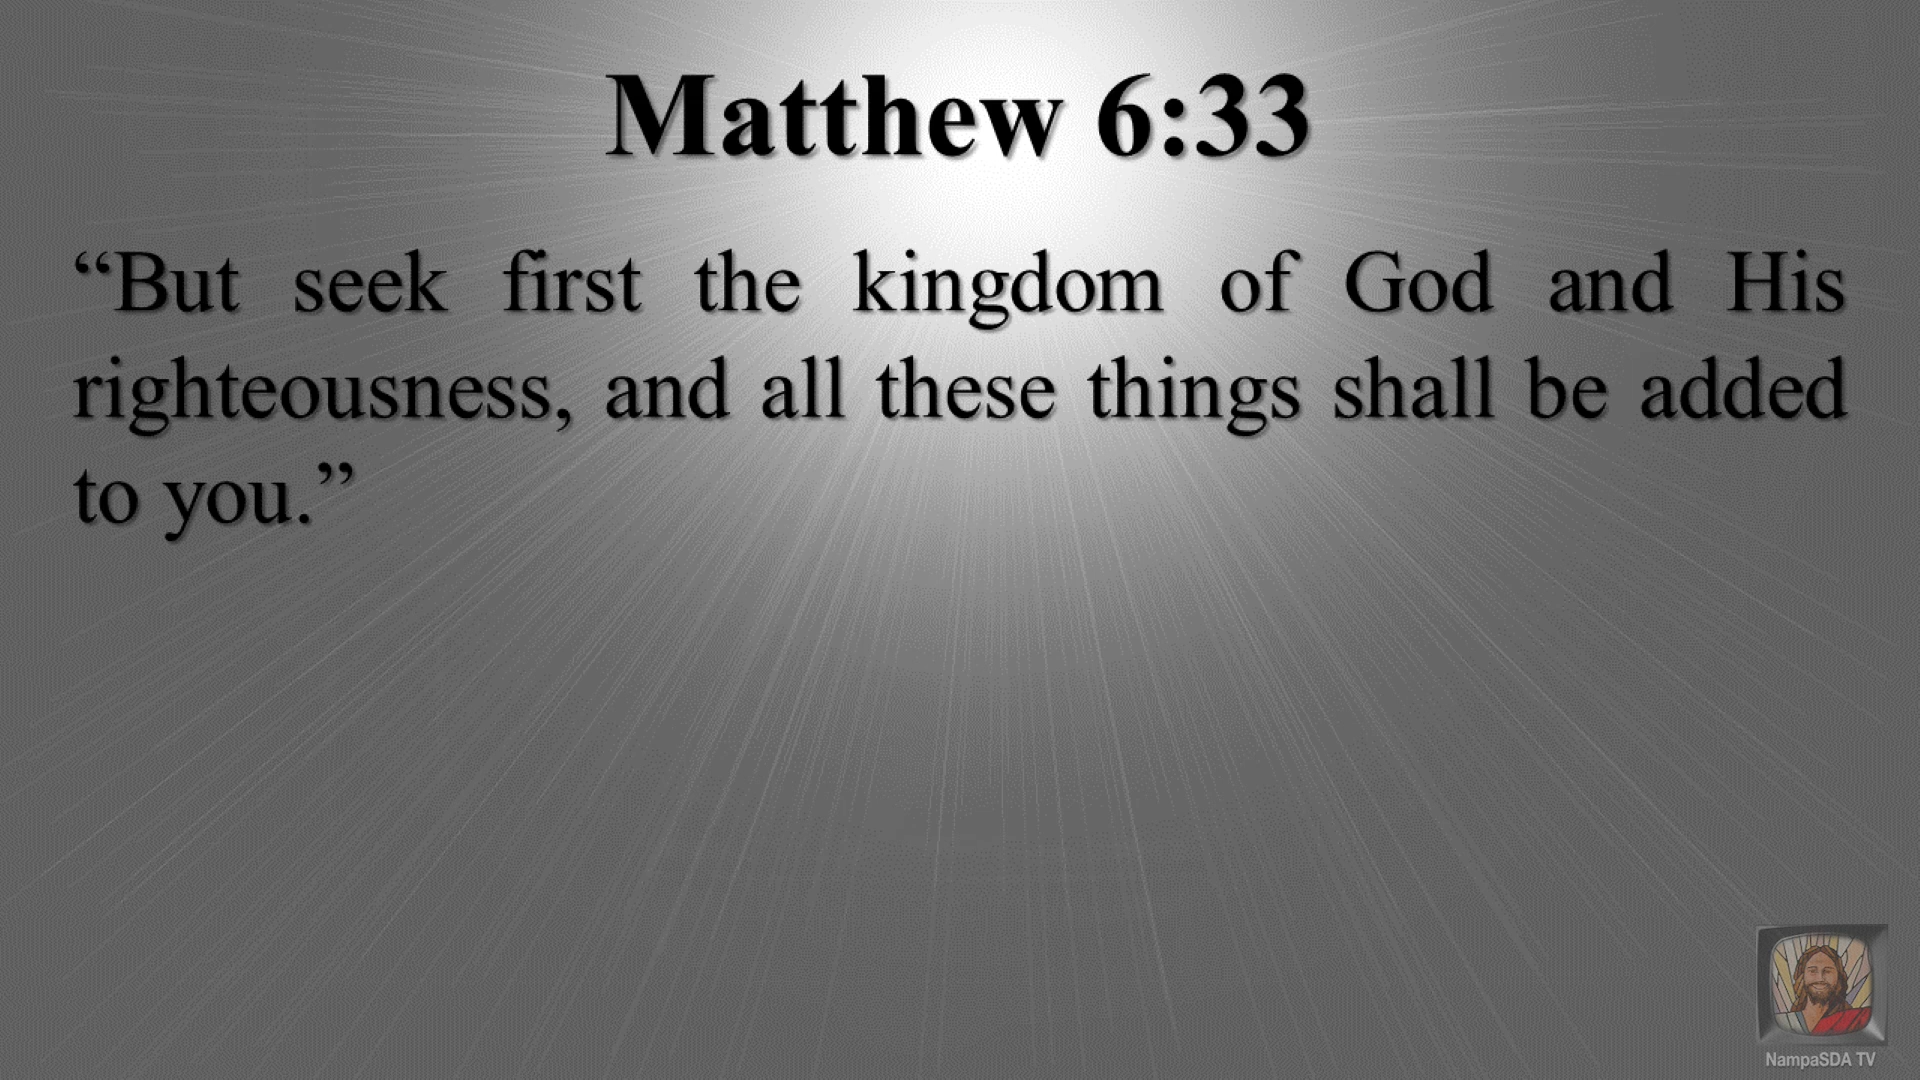 Matthew 6:33
“But seek first the kingdom of God and His
righteousness, and all these things shall be added
to you.”
NampaSDA TV